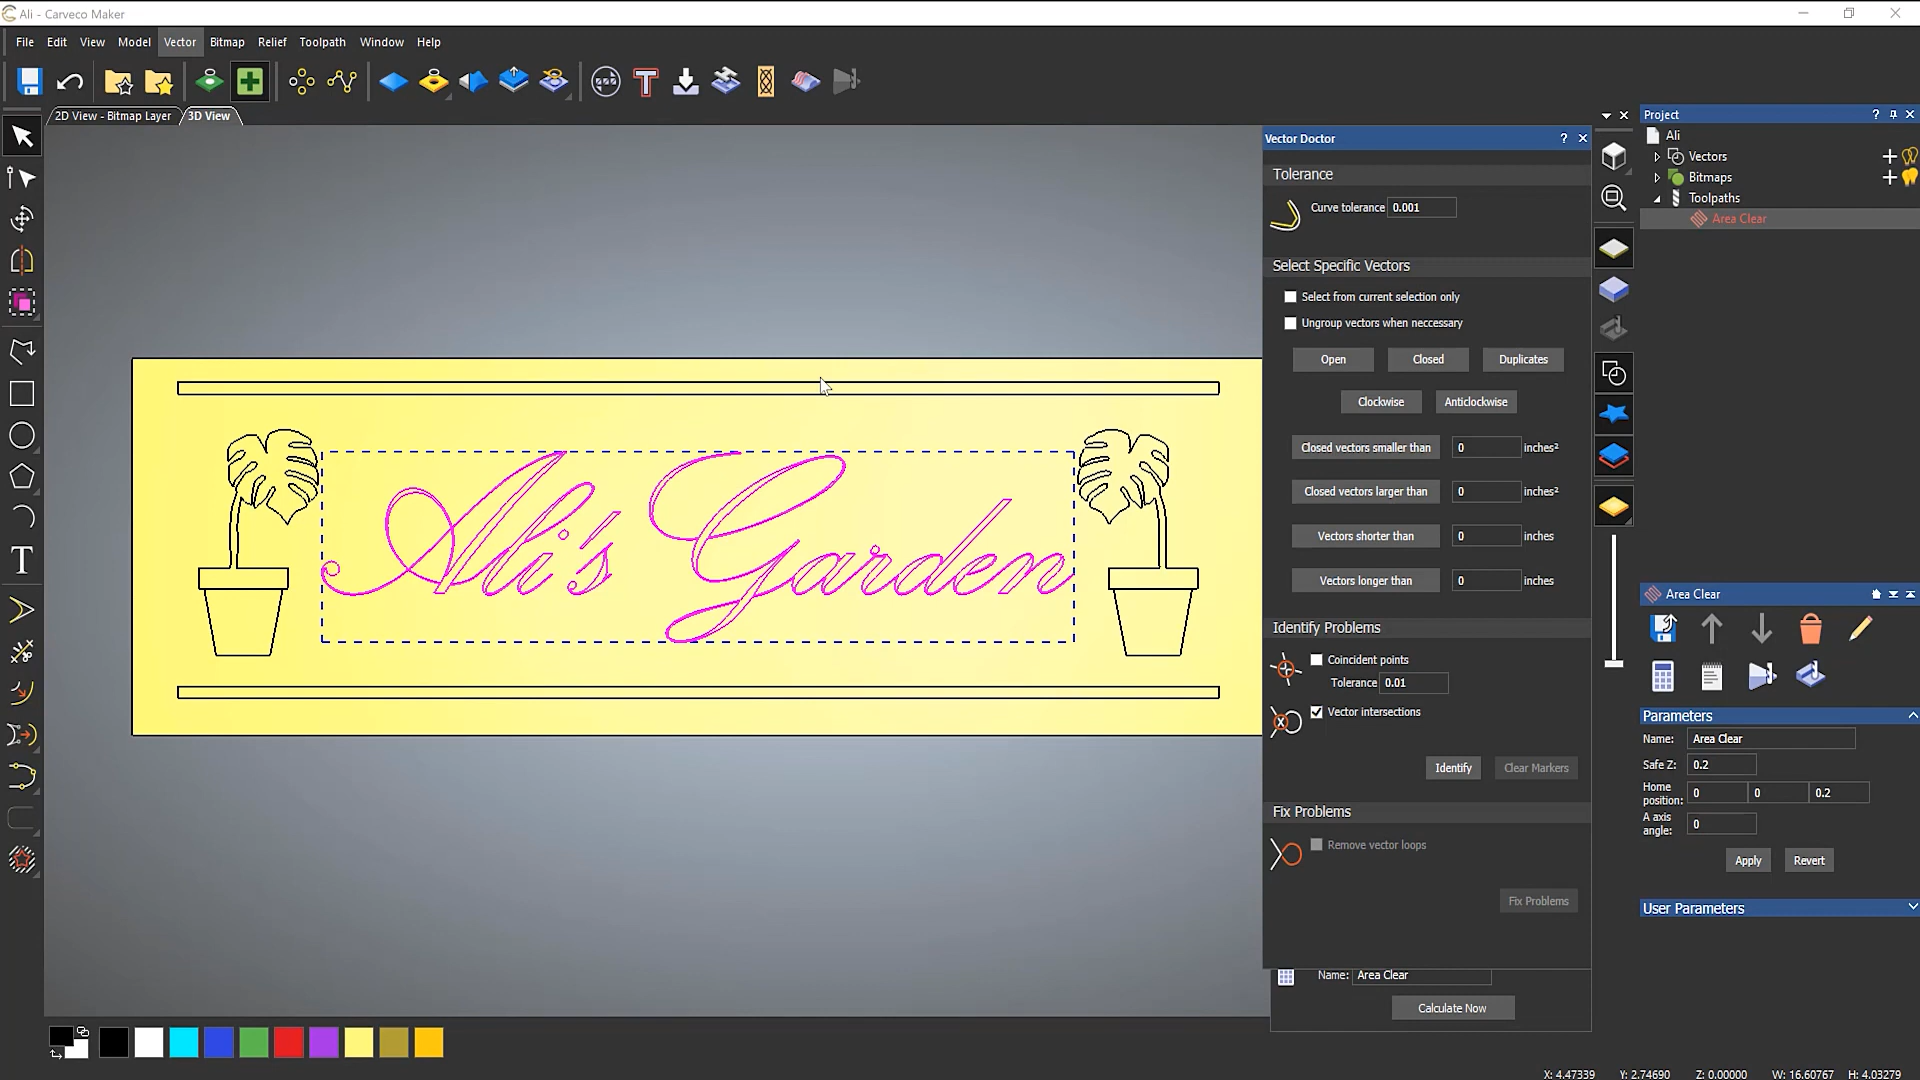 Ali - Carveco Maker
File Edit View Model Vector Bitmap Relief Toolpath Window Help
2D View - Bitmap Layer 3D View
Vector Doctor ?
Tolerance
Curve tolerance 0.001
Select Specific Vectors
Select from current selection only
Ungroup vectors when neccessary
Open Closed Duplicates
Clockwise Anticlockwise
Closed vectors smaller than 0 inches²
Closed vectors larger than 0 inches²
Vectors shorter than 0 inches
Vectors longer than 0 inches
Identify Problems
Coincident points
Tolerance 0.01
Vector intersections
Identify Clear Markers
Fix Problems
Remove vector loops
Fix Problems
Name: Area Clear
Calculate Now
Ali's Garden
Project ?
Ali
Vectors
Bitmaps
Toolpaths
Area Clear
Area Clear
Parameters
Name: Area Clear
Safe Z: 0.2
Home position: 0 0 0.2
A axis angle: 0
Apply Revert
User Parameters
X: 4.47339 Y: 2.74690 Z: 0.00000 W: 16.60767 H: 4.03279